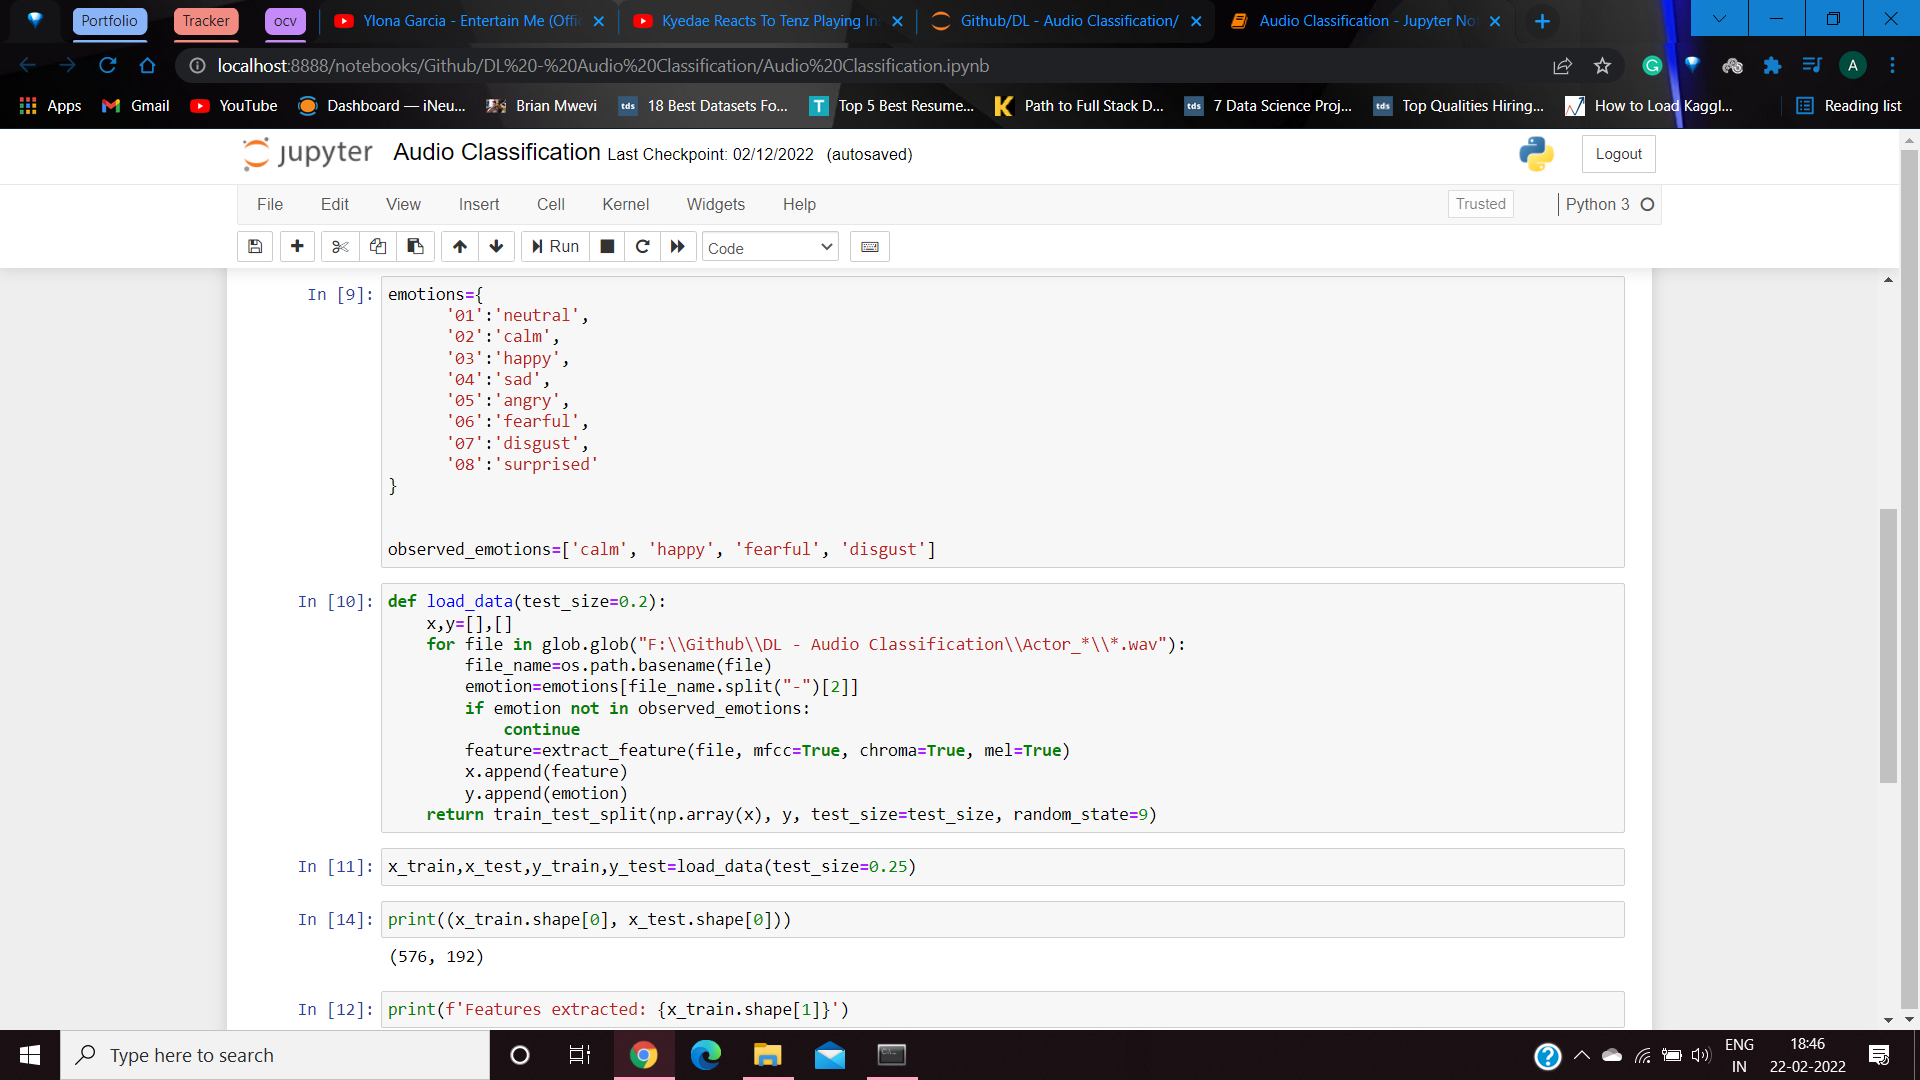 Portfolio Tracker ocv Ylona Garcia - Entertain Me (Offic Kyedae Reacts To Tenz Playing In Github/DL - Audio Classification/ Audio Classification - Jupyter No
localhost:8888/notebooks/Github/DL%20-%20Audio%20Classification/Audio%20Classification.ipynb A
Apps Gmail YouTube Dashboard — iNeu... Brian Mwevi tds 18 Best Datasets Fo... T Top 5 Best Resume... K Path to Full Stack D... tds 7 Data Science Proj... tds Top Qualities Hiring... How to Load Kaggl... Reading list
jupyter Audio Classification Last Checkpoint: 02/12/2022 (autosaved) Logout
File Edit View Insert Cell Kernel Widgets Help Trusted Python 3
Run Code
In [9]: emotions={
'01':'neutral',
'02':'calm',
'03':'happy',
'04':'sad',
'05':'angry',
'06':'fearful',
'07':'disgust',
'08':'surprised'
}
observed_emotions=['calm', 'happy', 'fearful', 'disgust']
In [10]: def load_data(test_size=0.2):
x,y=[],[]
for file in glob.glob("F:\\Github\\DL - Audio Classification\\Actor_*\\*.wav"):
file_name=os.path.basename(file)
emotion=emotions[file_name.split("-")[2]]
if emotion not in observed_emotions:
continue
feature=extract_feature(file, mfcc=True, chroma=True, mel=True)
x.append(feature)
y.append(emotion)
return train_test_split(np.array(x), y, test_size=test_size, random_state=9)
In [11]: x_train,x_test,y_train,y_test=load_data(test_size=0.25)
In [14]: print((x_train.shape[0], x_test.shape[0]))
(576, 192)
In [12]: print(f'Features extracted: {x_train.shape[1]}')
Type here to search
ENG
IN
18:46
22-02-2022